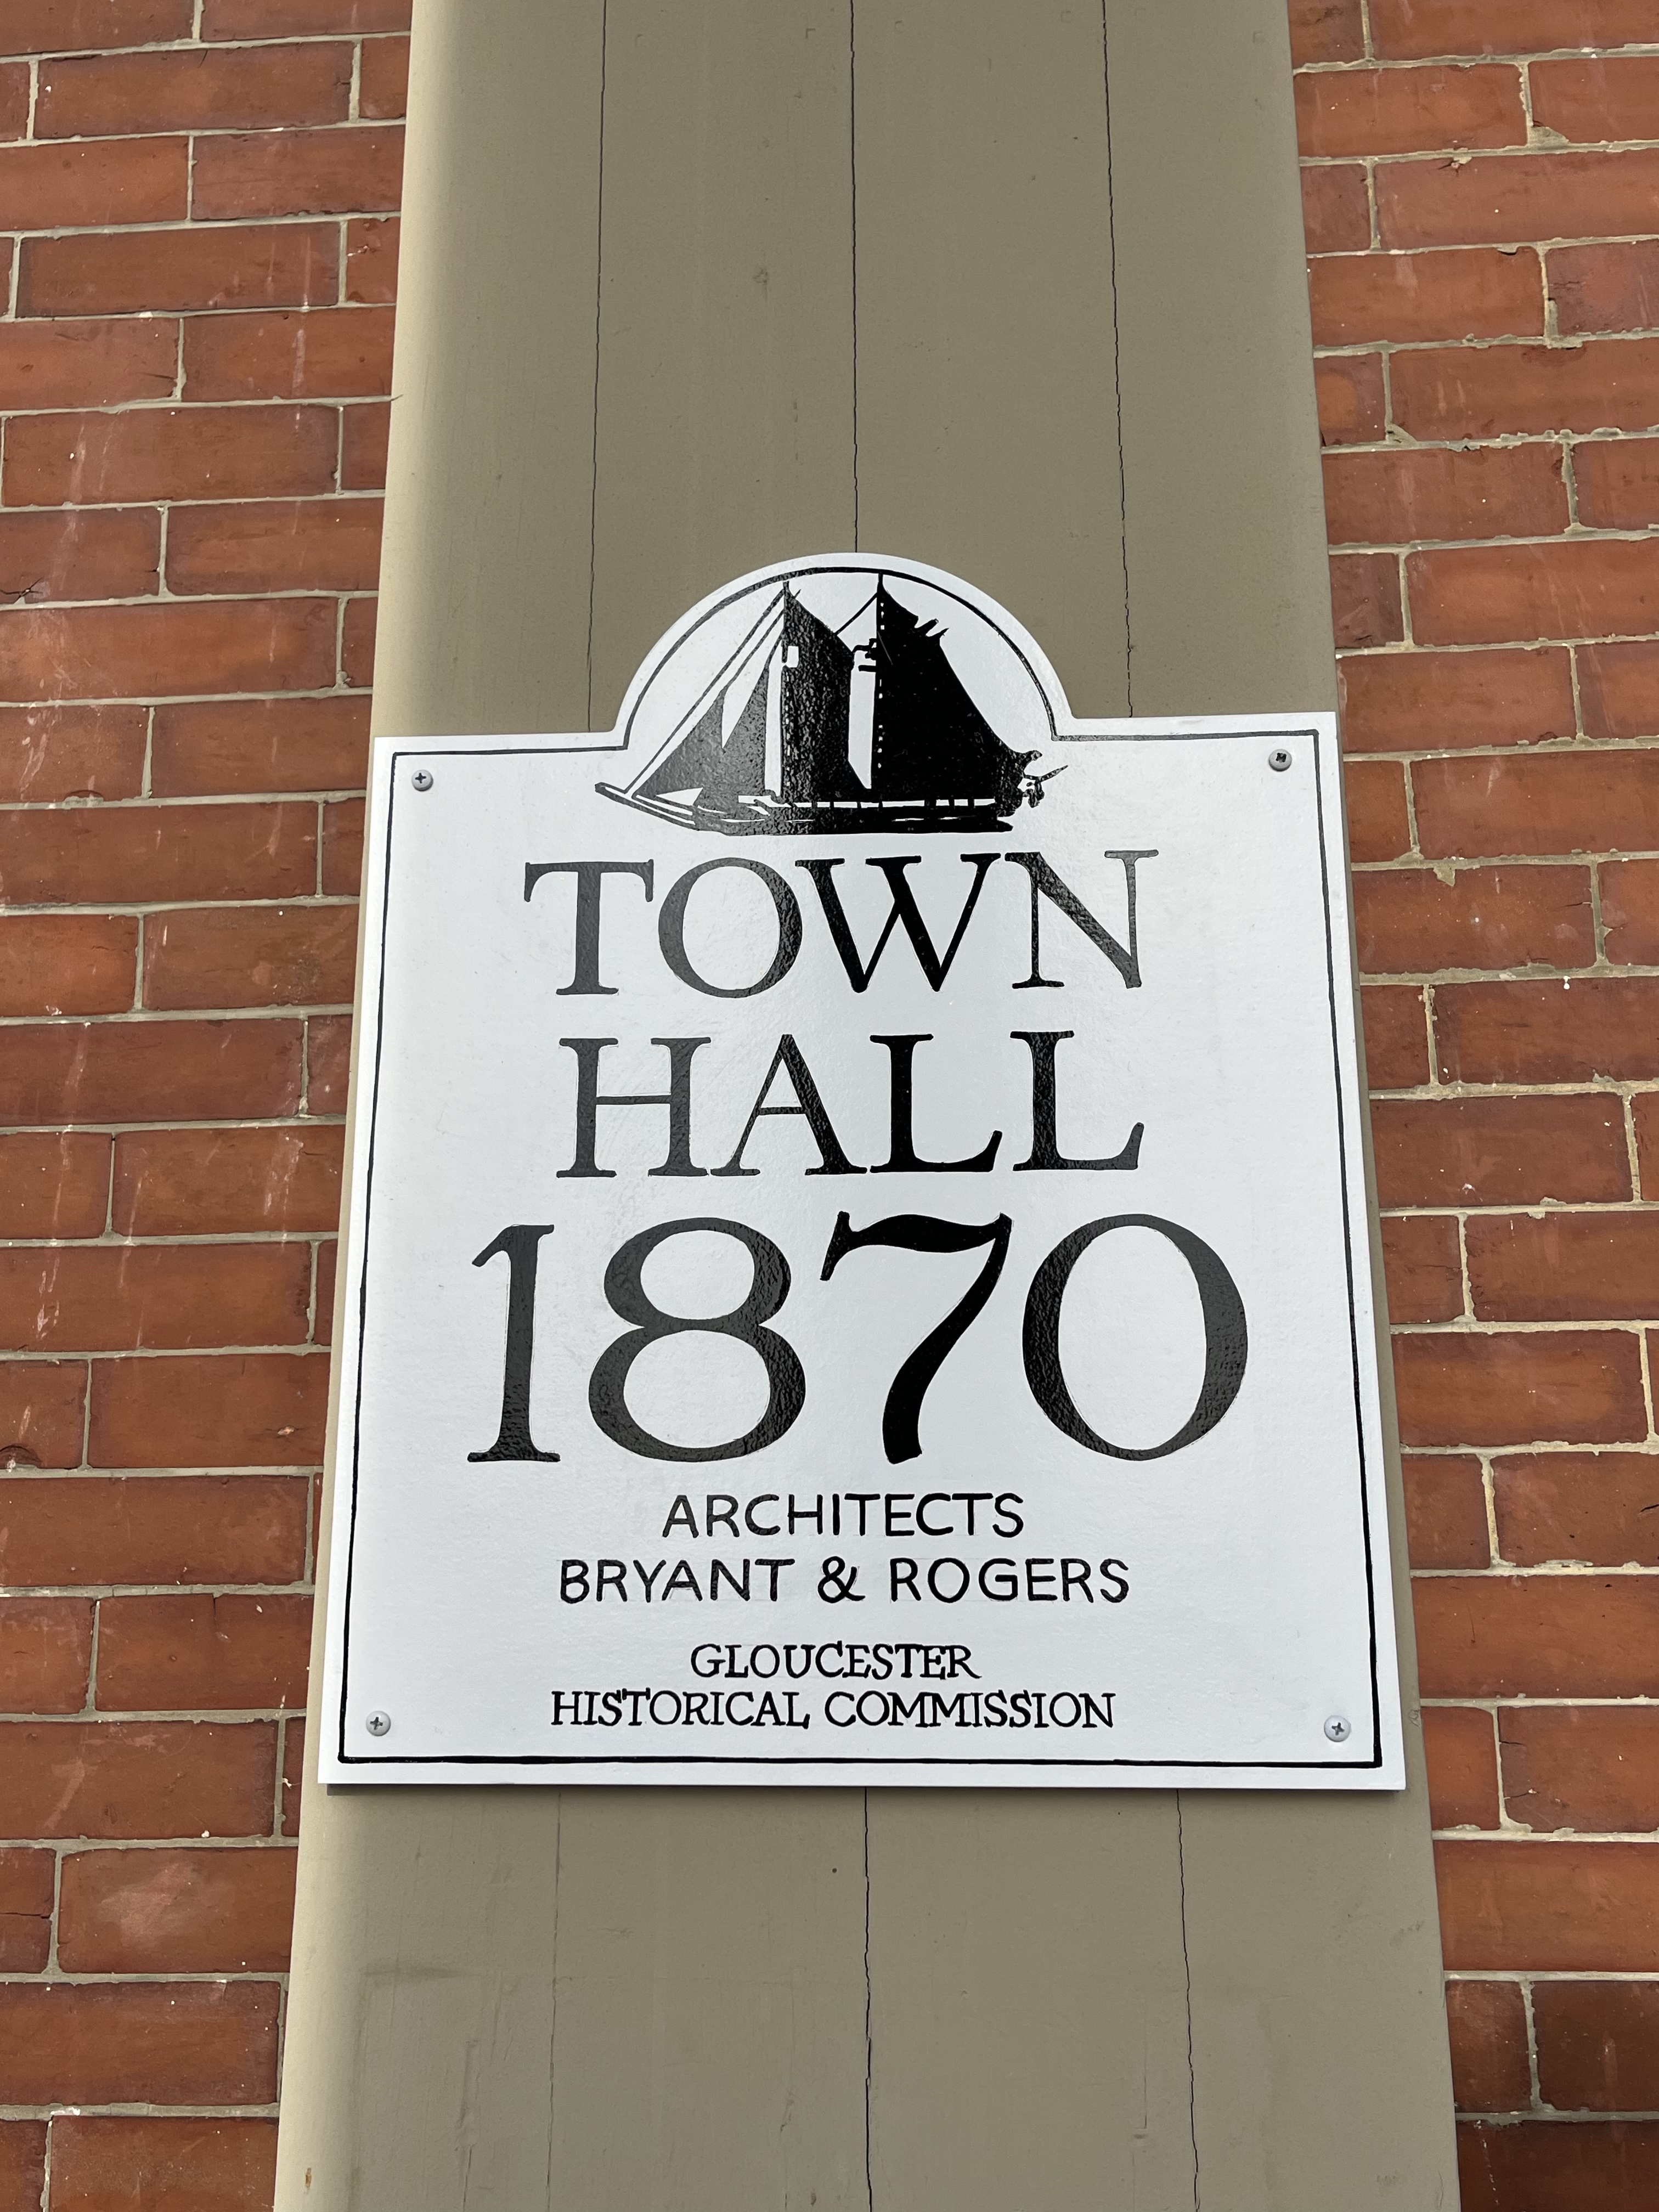 TOWN
HALL
1870
ARCHITECTS
BRYANT & ROGERS
GLOUCESTER
HISTORICAL COMMISSION